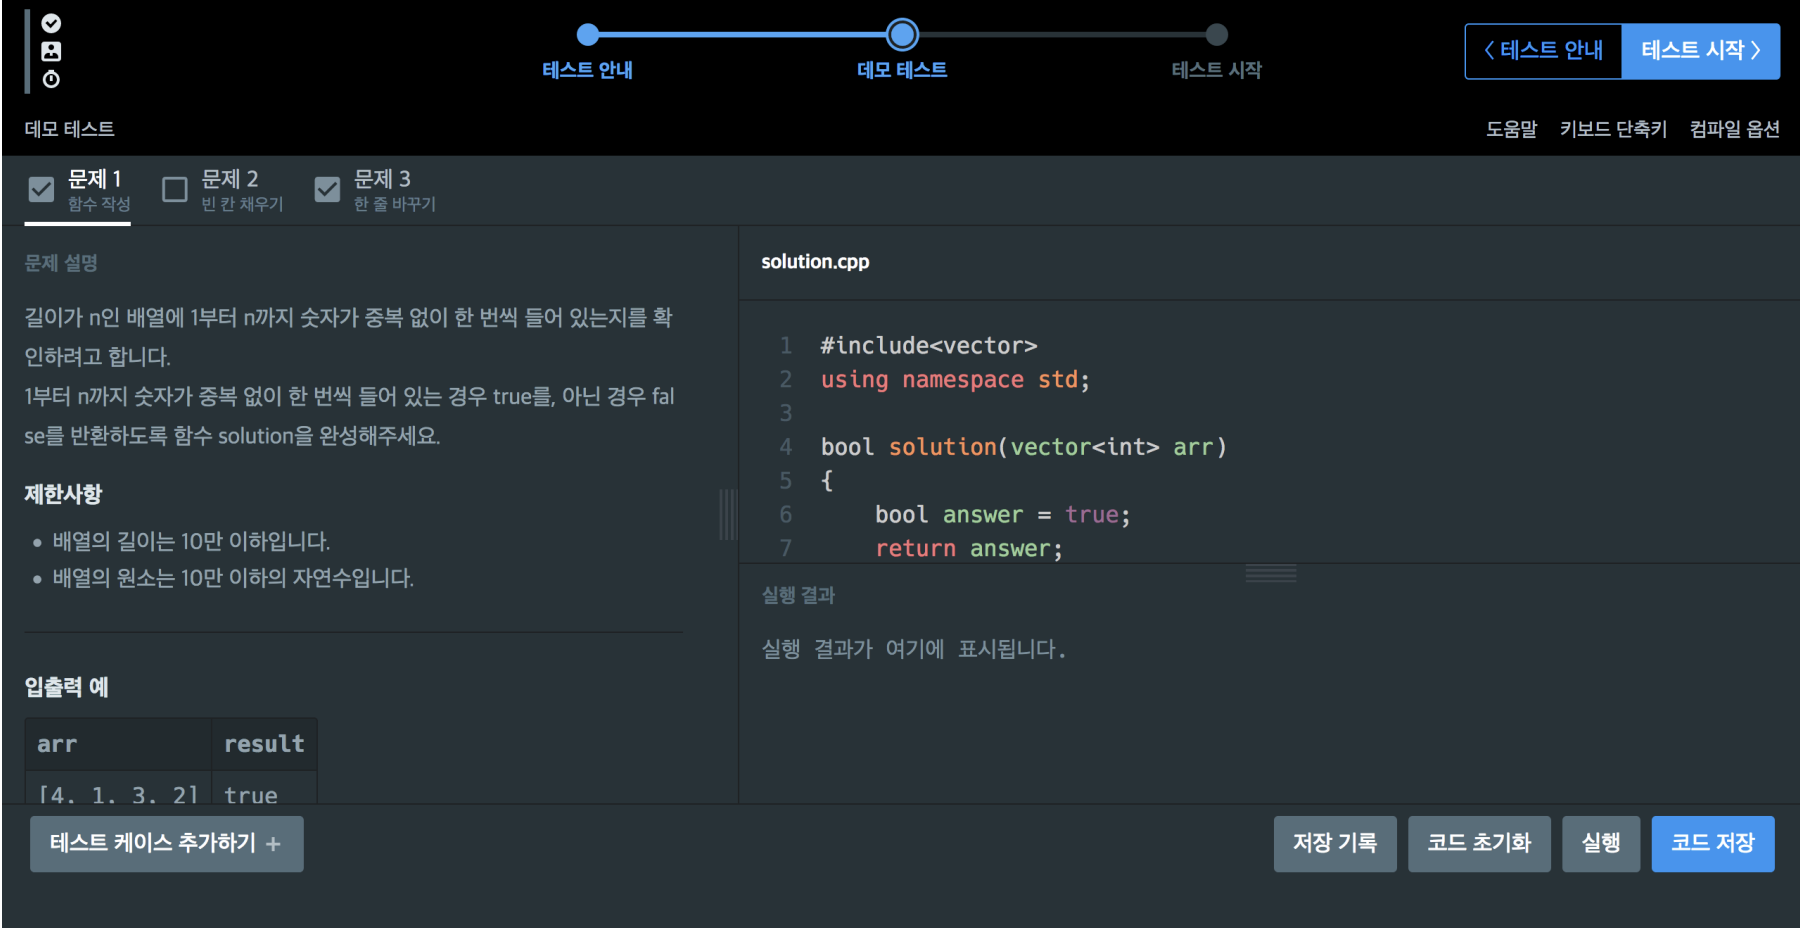 테스트 안내
데모 테스트
테스트 시작
〈 테스트 안내
테스트 시작 〉
데모 테스트
도움말 키보드 단축키 컴파일 옵션
문제 1
함수 작성
문제 2
빈 칸 채우기
문제 3
한 줄 바꾸기
문제 설명
길이가 n인 배열에 1부터 n까지 숫자가 중복 없이 한 번씩 들어 있는지를 확
인하려고 합니다.
1부터 n까지 숫자가 중복 없이 한 번씩 들어 있는 경우 true를, 아닌 경우 fal
se를 반환하도록 함수 solution을 완성해주세요.
제한사항
• 배열의 길이는 10만 이하입니다.
• 배열의 원소는 10만 이하의 자연수입니다.
입출력 예
arr result
[4, 1, 3, 2] true
solution.cpp
1 #include<vector>
2 using namespace std;
3
4 bool solution(vector<int> arr)
5 {
6     bool answer = true;
7     return answer;
실행 결과
실행 결과가 여기에 표시됩니다.
테스트 케이스 추가하기 +
저장 기록
코드 초기화
실행
코드 저장